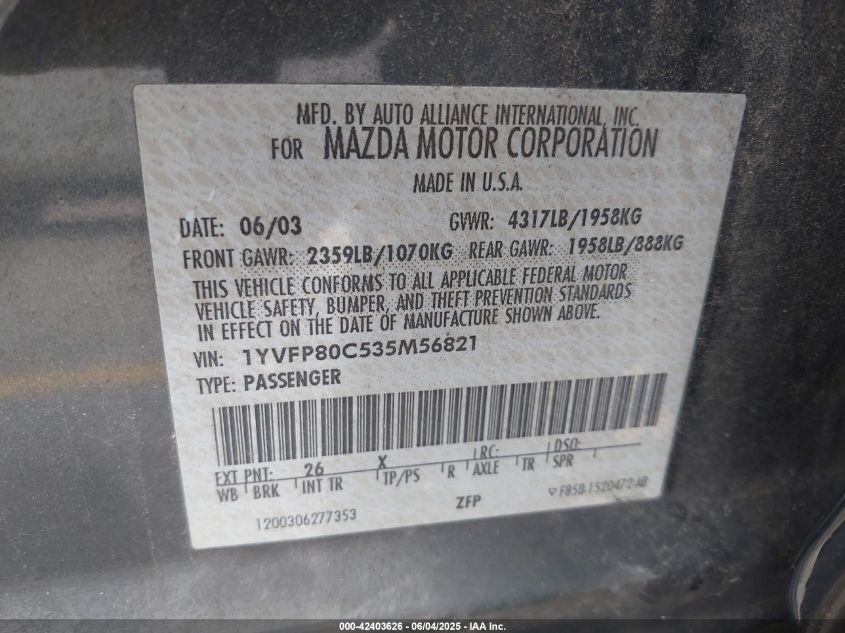 MFD. BY AUTO ALLIANCE INTERNATIONAL, INC.
FOR MAZDA MOTOR CORPORATION
MADE IN U.S.A.
DATE: 06/03 GVWR: 4317LB/1958KG
FRONT GAWR: 2359LB/1070KG REAR GAWR: 1958LB/888KG
THIS VEHICLE CONFORMS TO ALL APPLICABLE FEDERAL MOTOR
VEHICLE SAFETY, BUMPER, AND THEFT PREVENTION STANDARDS
IN EFFECT ON THE DATE OF MANUFACTURE SHOWN ABOVE.
VIN: 1YVFP80C535M56821
TYPE: PASSENGER
EXT PNT: 26 X RC: DSO:
WB BRK INT TR TP/PS R AXLE TR SPR
1200306277353 ZFP F85B-1520472-AB
000-42403626 - 06/04/2025 - IAA Inc.